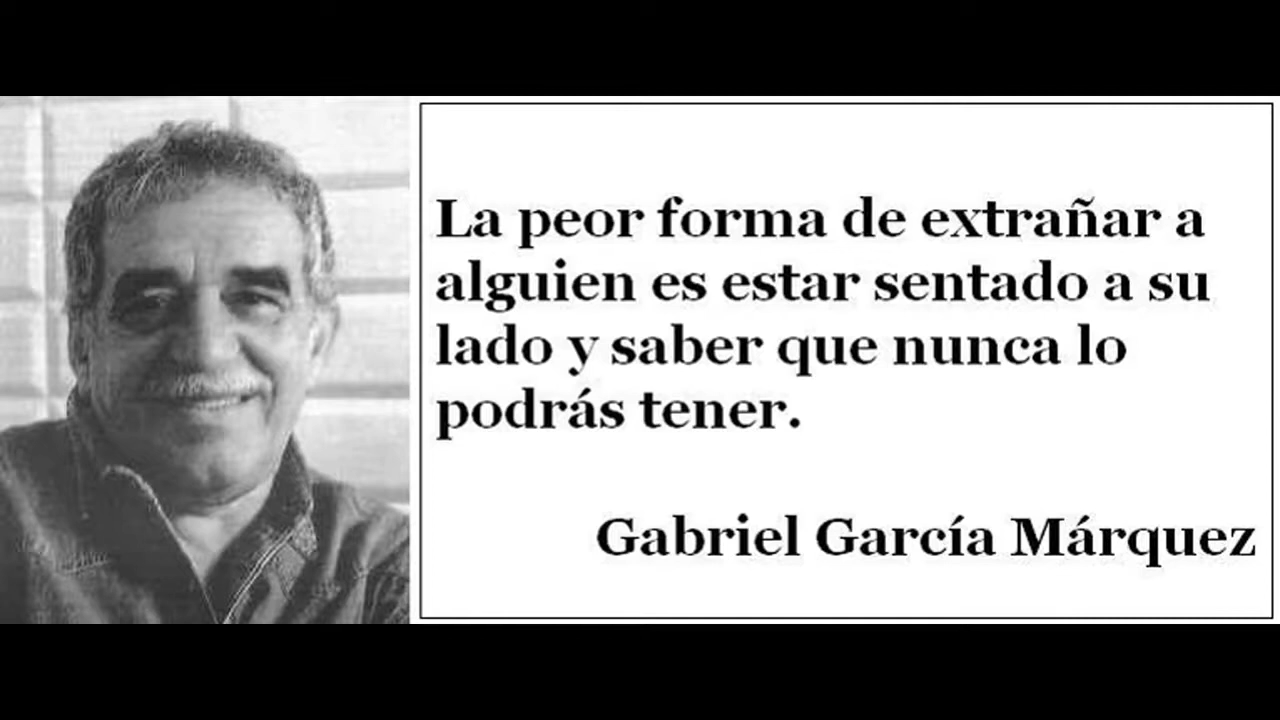 La peor forma de extrañar a
alguien es estar sentado a su
lado y saber que nunca lo
podrás tener.
Gabriel García Márquez